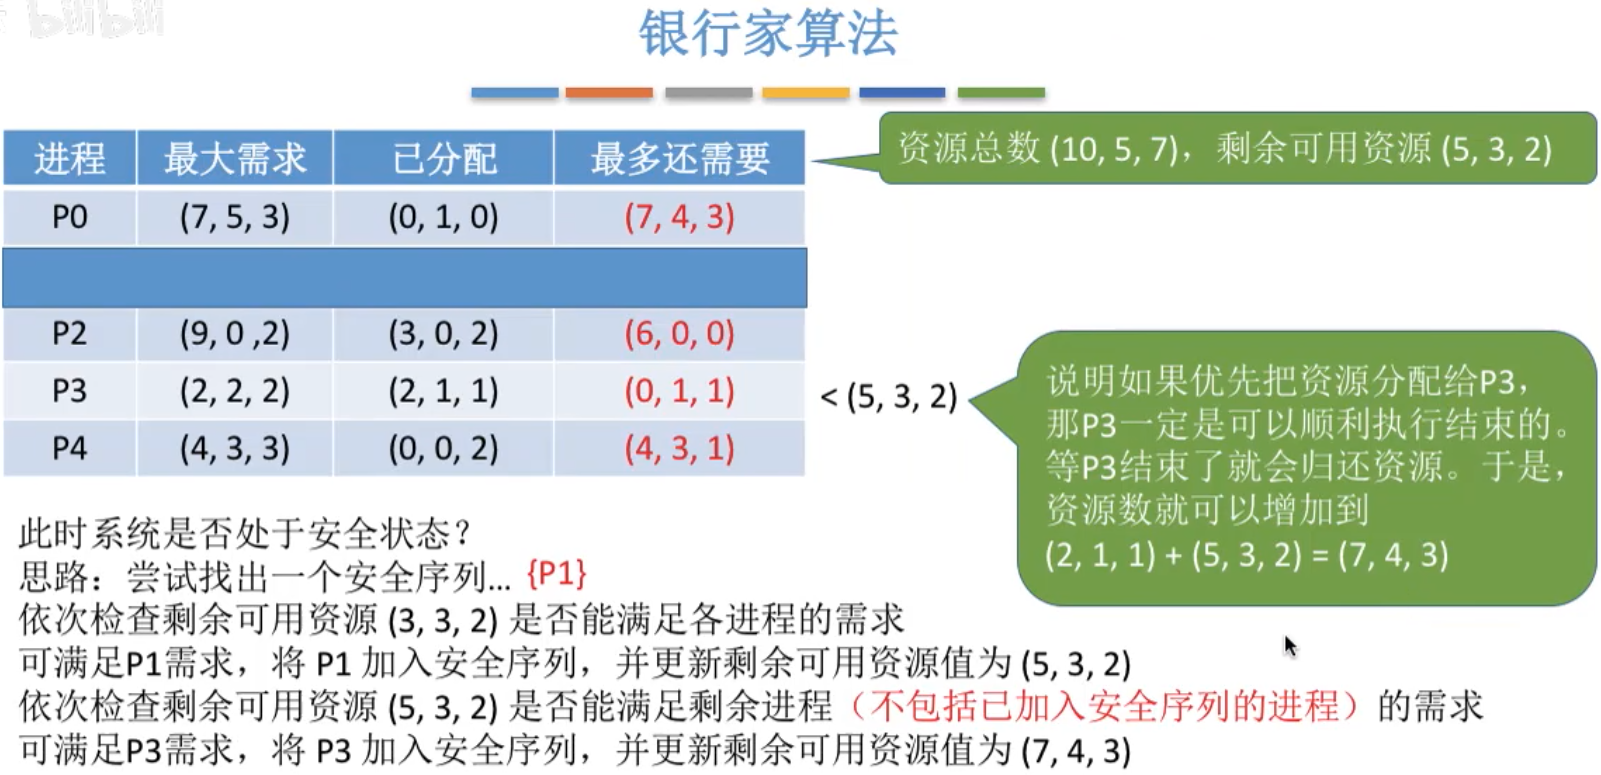 bilibili
银行家算法
资源总数 (10, 5, 7)，剩余可用资源 (5, 3, 2)
进程 最大需求 已分配 最多还需要
P0 (7, 5, 3) (0, 1, 0) (7, 4, 3)
P2 (9, 0 ,2) (3, 0, 2) (6, 0, 0)
P3 (2, 2, 2) (2, 1, 1) (0, 1, 1)
P4 (4, 3, 3) (0, 0, 2) (4, 3, 1)
< (5, 3, 2)
说明如果优先把资源分配给P3，
那P3一定是可以顺利执行结束的。
等P3结束了就会归还资源。于是，
资源数就可以增加到
(2, 1, 1) + (5, 3, 2) = (7, 4, 3)
此时系统是否处于安全状态？
思路：尝试找出一个安全序列... {P1}
依次检查剩余可用资源 (3, 3, 2) 是否能满足各进程的需求
可满足P1需求，将 P1 加入安全序列，并更新剩余可用资源值为 (5, 3, 2)
依次检查剩余可用资源 (5, 3, 2) 是否能满足剩余进程（不包括已加入安全序列的进程）的需求
可满足P3需求，将 P3 加入安全序列，并更新剩余可用资源值为 (7, 4, 3)